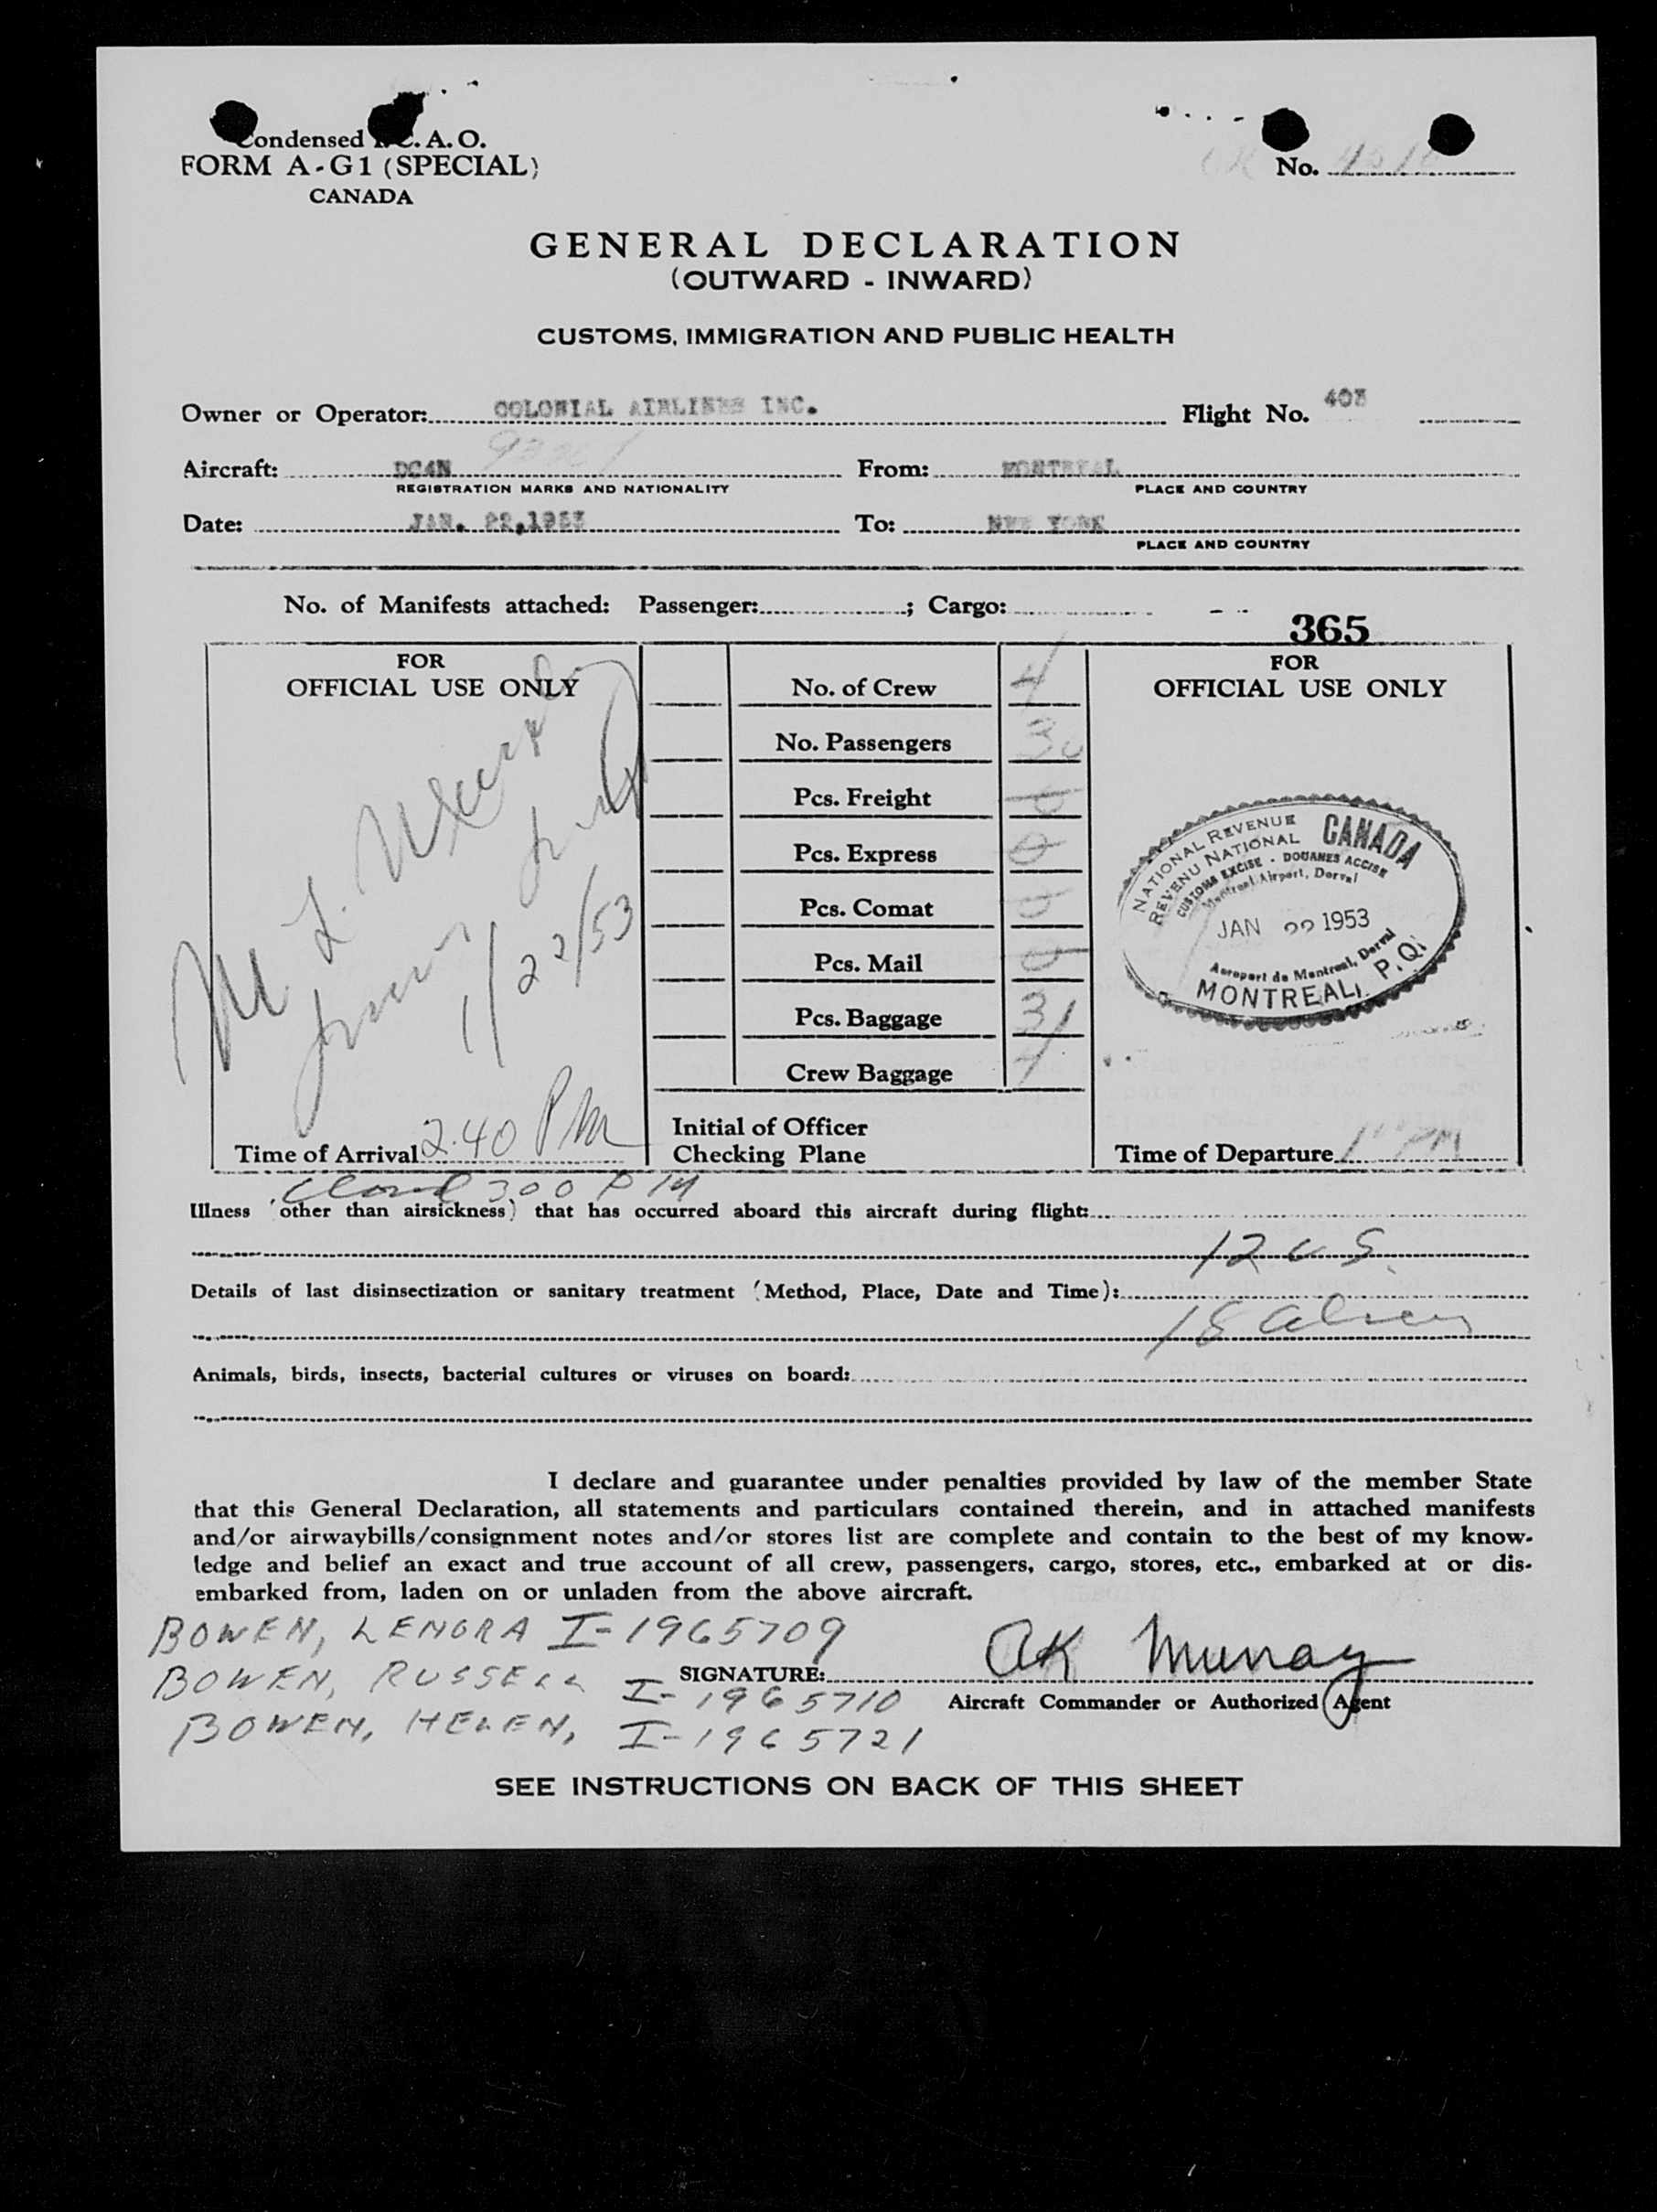 Condensed I.C.A.O.
FORM A-G1 (SPECIAL)
CANADA
No.
GENERAL DECLARATION
(OUTWARD - INWARD)
CUSTOMS, IMMIGRATION AND PUBLIC HEALTH
Owner or Operator: COLONIAL AIRLINES INC. Flight No. 403
Aircraft: DC4N From: MONTREAL
REGISTRATION MARKS AND NATIONALITY PLACE AND COUNTRY
Date: JAN. 22,1953 To: NEW YORK
PLACE AND COUNTRY
No. of Manifests attached: Passenger: ; Cargo:
365
FOR
OFFICIAL USE ONLY
M L.
1/22/53
Time of Arrival 2.40 PM
No. of Crew 4
No. Passengers 30
Pcs. Freight 0
Pcs. Express 0
Pcs. Comat 0
Pcs. Mail 0
Pcs. Baggage 31
Crew Baggage
Initial of Officer
Checking Plane
FOR
OFFICIAL USE ONLY
NATIONAL REVENUE CANADA
REVENU NATIONAL
CUSTOMS EXCISE · DOUANES ACCISE
Montreal Airport, Dorval
JAN 22 1953
Aeroport de Montreal, Dorval
MONTREAL, P.Q.
Time of Departure PM
300 PM
Illness (other than airsickness) that has occurred aboard this aircraft during flight:
12 US
Details of last disinsectization or sanitary treatment (Method, Place, Date and Time):
18 alien
Animals, birds, insects, bacterial cultures or viruses on board:
I declare and guarantee under penalties provided by law of the member State
that this General Declaration, all statements and particulars contained therein, and in attached manifests
and/or airwaybills/consignment notes and/or stores list are complete and contain to the best of my know-
ledge and belief an exact and true account of all crew, passengers, cargo, stores, etc., embarked at or dis-
embarked from, laden on or unladen from the above aircraft.
BOWEN, LENORA I-1965709
BOWEN, RUSSELL I-1965710
BOWEN, HELEN, I-1965721
SIGNATURE: AK Murray
Aircraft Commander or Authorized Agent
SEE INSTRUCTIONS ON BACK OF THIS SHEET